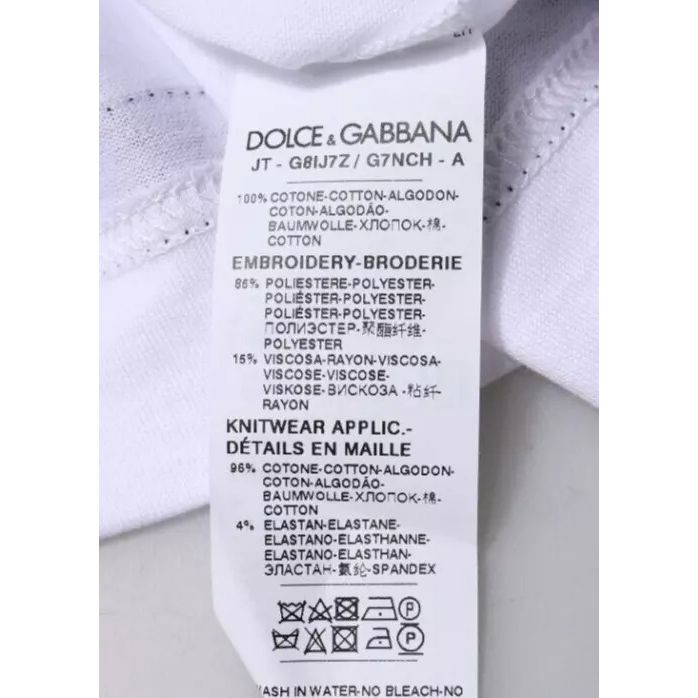 DOLCE & GABBANA
JT - G8IJ7Z / G7NCH - A
100% COTONE-COTTON-ALGODON-
COTON-ALGODÃO-
BAUMWOLLE-ХЛОПОК-棉-
COTTON
EMBROIDERY-BRODERIE
86% POLIESTERE-POLYESTER-
POLIÉSTER-POLYESTER-
POLIÉSTER-POLYESTER-
ПОЛИЭСТЕР-聚酯纤维-
POLYESTER
15% VISCOSA-RAYON-VISCOSA-
VISCOSE-VISCOSE-
VISKOSE-ВИСКОЗА -粘纤-
RAYON
KNITWEAR APPLIC.-
DÉTAILS EN MAILLE
96% COTONE-COTTON-ALGODON-
COTON-ALGODÃO-
BAUMWOLLE-ХЛОПОК-棉-
COTTON
4% ELASTAN-ELASTANE-
ELASTANO-ELASTHANNE-
ELASTANO-ELASTHAN-
ЭЛАСТАН-氨纶-SPANDEX
P
P
WASH IN WATER-NO BLEACH-NO